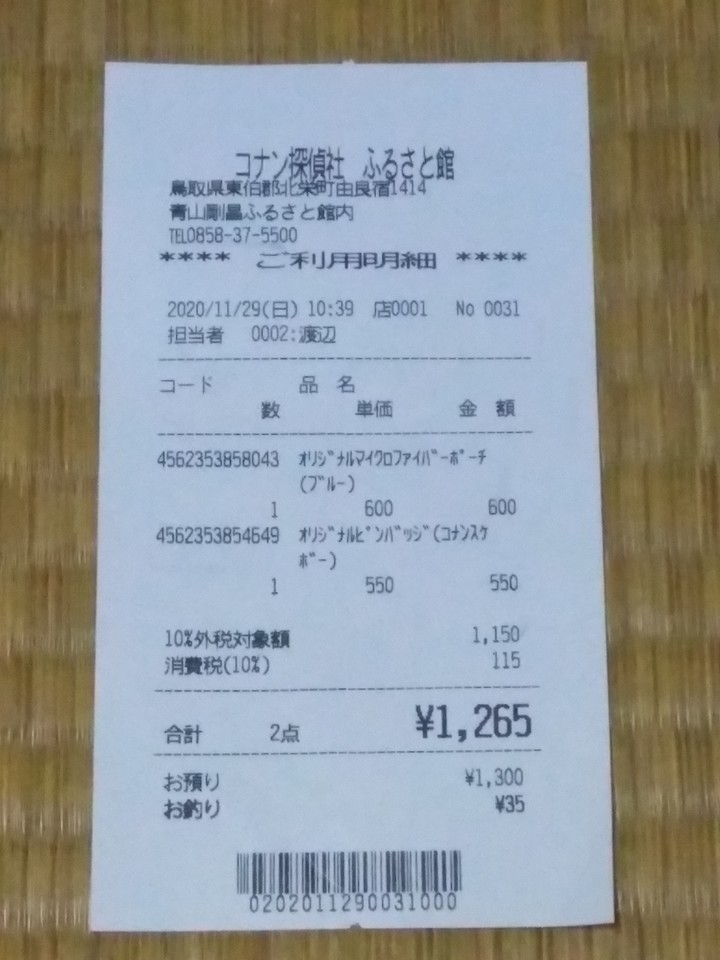 コナン探偵社　ふるさと館
鳥取県東伯郡北栄町由良宿1414
青山剛昌ふるさと館内
TEL0858-37-5500
**** ご利用明細 ****
2020/11/29(日) 10:39 店0001 No 0031
担当者 0002:渡辺
コード 品 名
数 単価 金 額
4562353858043 ｵﾘｼﾞﾅﾙﾏｲｸﾛﾌｧｲﾊﾞｰﾎﾟｰﾁ
(ﾌﾞﾙｰ)
1 600 600
4562353854649 ｵﾘｼﾞﾅﾙﾋﾟﾝﾊﾞｯｼﾞ(ｺﾅﾝｽｹ
ﾎﾞｰ)
1 550 550
10%外税対象額 1,150
消費税(10%) 115
合計 2点 ¥1,265
お預り ¥1,300
お釣り ¥35
0202011290031000